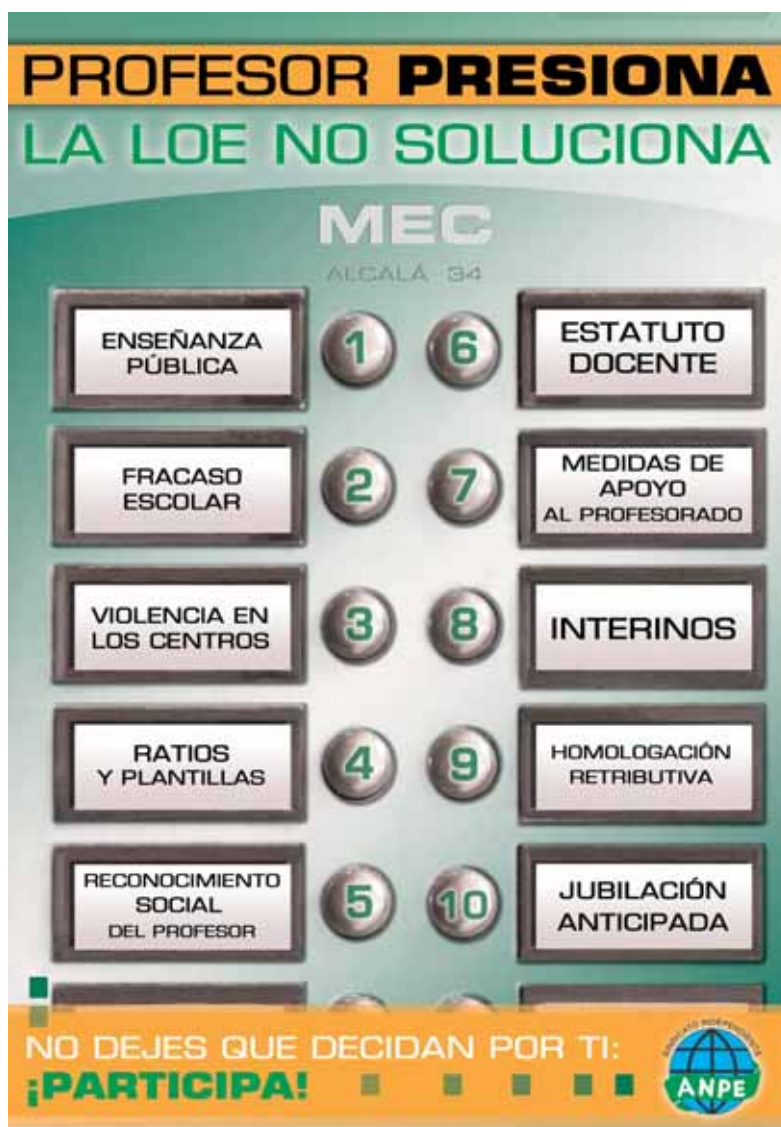 PROFESOR PRESIONA
LA LOE NO SOLUCIONA
MEC
ALCALÁ 34
ENSEÑANZA
PÚBLICA
1
6
ESTATUTO
DOCENTE
FRACASO
ESCOLAR
2
7
MEDIDAS DE
APOYO
AL PROFESORADO
VIOLENCIA EN
LOS CENTROS
3
8
INTERINOS
RATIOS
Y PLANTILLAS
4
9
HOMOLOGACIÓN
RETRIBUTIVA
RECONOCIMIENTO
SOCIAL
DEL PROFESOR
5
10
JUBILACIÓN
ANTICIPADA
NO DEJES QUE DECIDAN POR TI:
¡PARTICIPA!
SINDICATO INDEPENDIENTE
ANPE